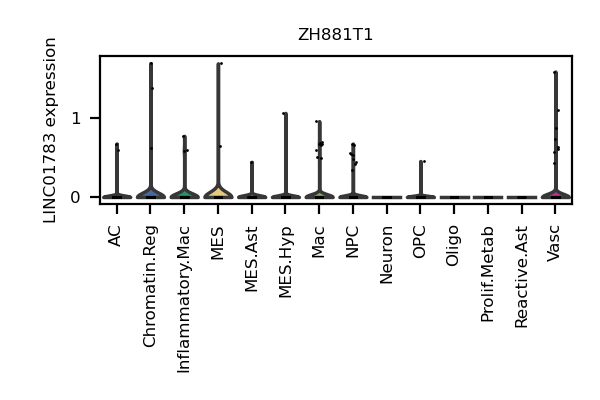 ZH881T1
LINC01783 expression
1
0
AC
Chromatin.Reg
Inflammatory.Mac
MES
MES.Ast
MES.Hyp
Mac
NPC
Neuron
OPC
Oligo
Prolif.Metab
Reactive.Ast
Vasc